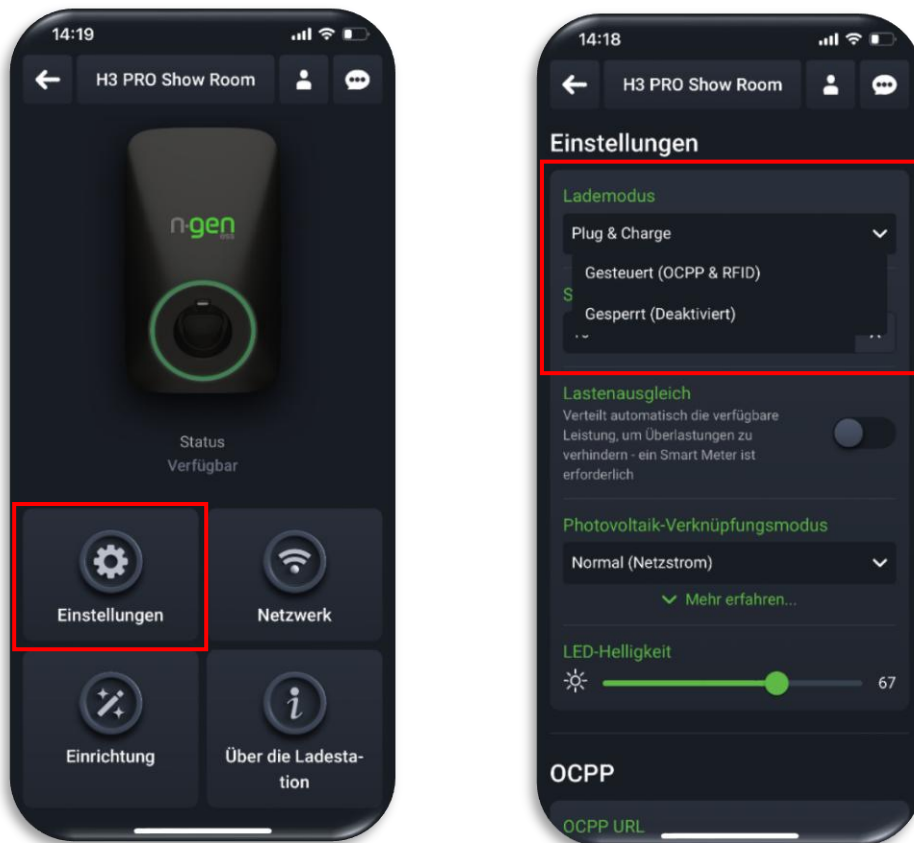 14:19
H3 PRO Show Room
n-gen
ess
Status
Verfügbar
Einstellungen
Netzwerk
Einrichtung
Über die Ladesta-
tion
14:18
H3 PRO Show Room
Einstellungen
Lademodus
Plug & Charge
Gesteuert (OCPP & RFID)
S
Gesperrt (Deaktiviert)
Lastenausgleich
Verteilt automatisch die verfügbare
Leistung, um Überlastungen zu
verhindern - ein Smart Meter ist
erforderlich
Photovoltaik-Verknüpfungsmodus
Normal (Netzstrom)
Mehr erfahren...
LED-Helligkeit
67
OCPP
OCPP URL